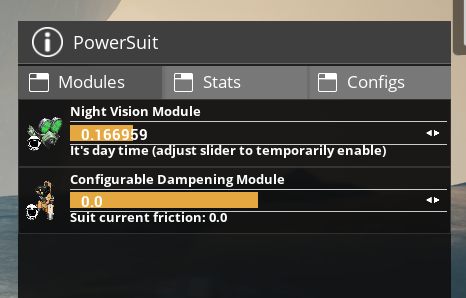 PowerSuit
Modules
Stats
Configs
Night Vision Module
0.166959
It's day time (adjust slider to temporarily enable)
Configurable Dampening Module
0.0
Suit current friction: 0.0